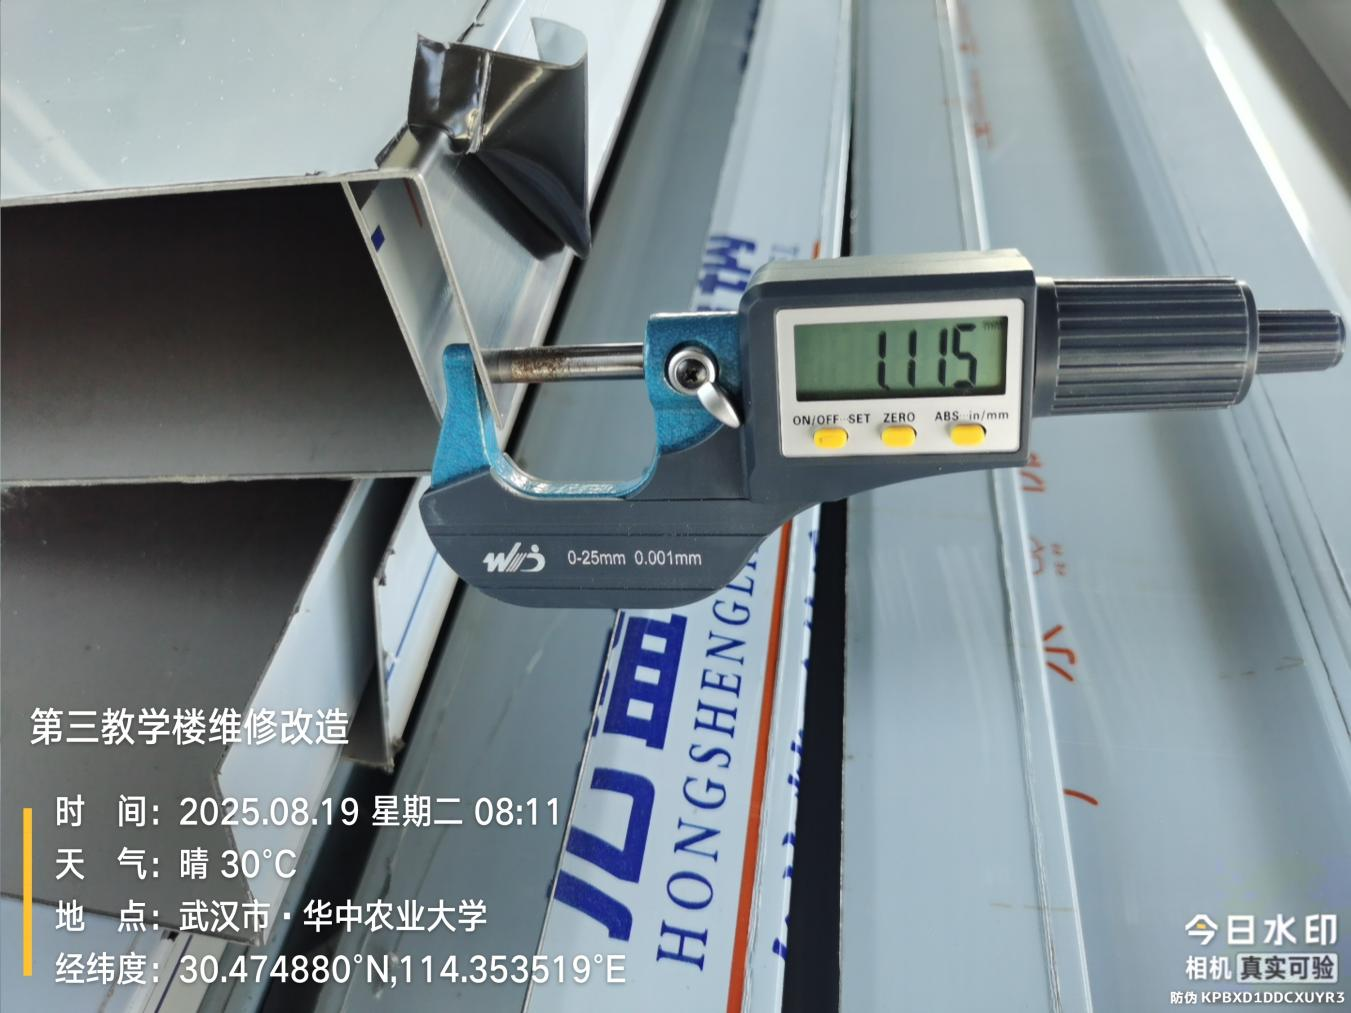 1.115
mm
ON/OFF SET ZERO ABS in/mm
0-25mm 0.001mm
HONGSHENGL
第三教学楼维修改造
时 间：2025.08.19 星期二 08:11
天 气：晴 30°C
地 点：武汉市·华中农业大学
经纬度：30.474880°N,114.353519°E
今日水印
相机 真实可验
防伪 KPBXD1DDCXUYR3